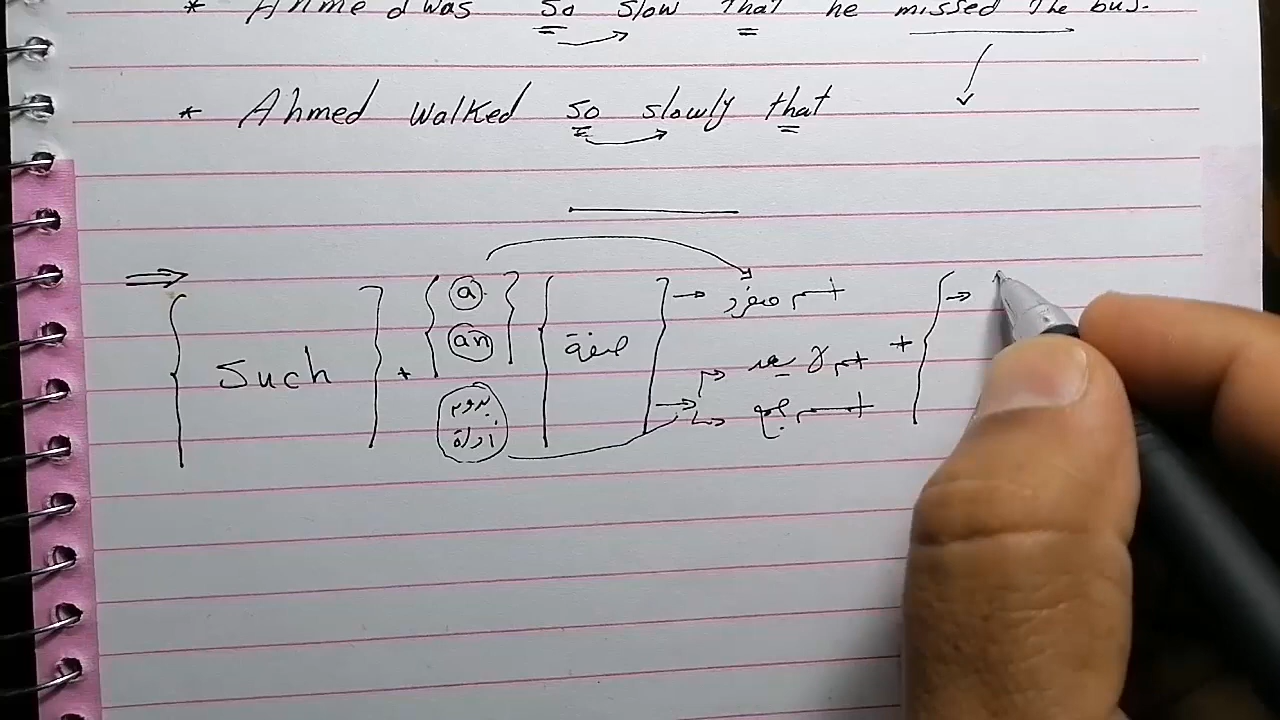 * Ahmed was so slow that he missed the bus.
* Ahmed walked so slowly that
⇒ { Such } + { a an } بدون أداة [ صفة ] → اسم مفرد
→ اسم لا يعد
→ اسم جمع + { →